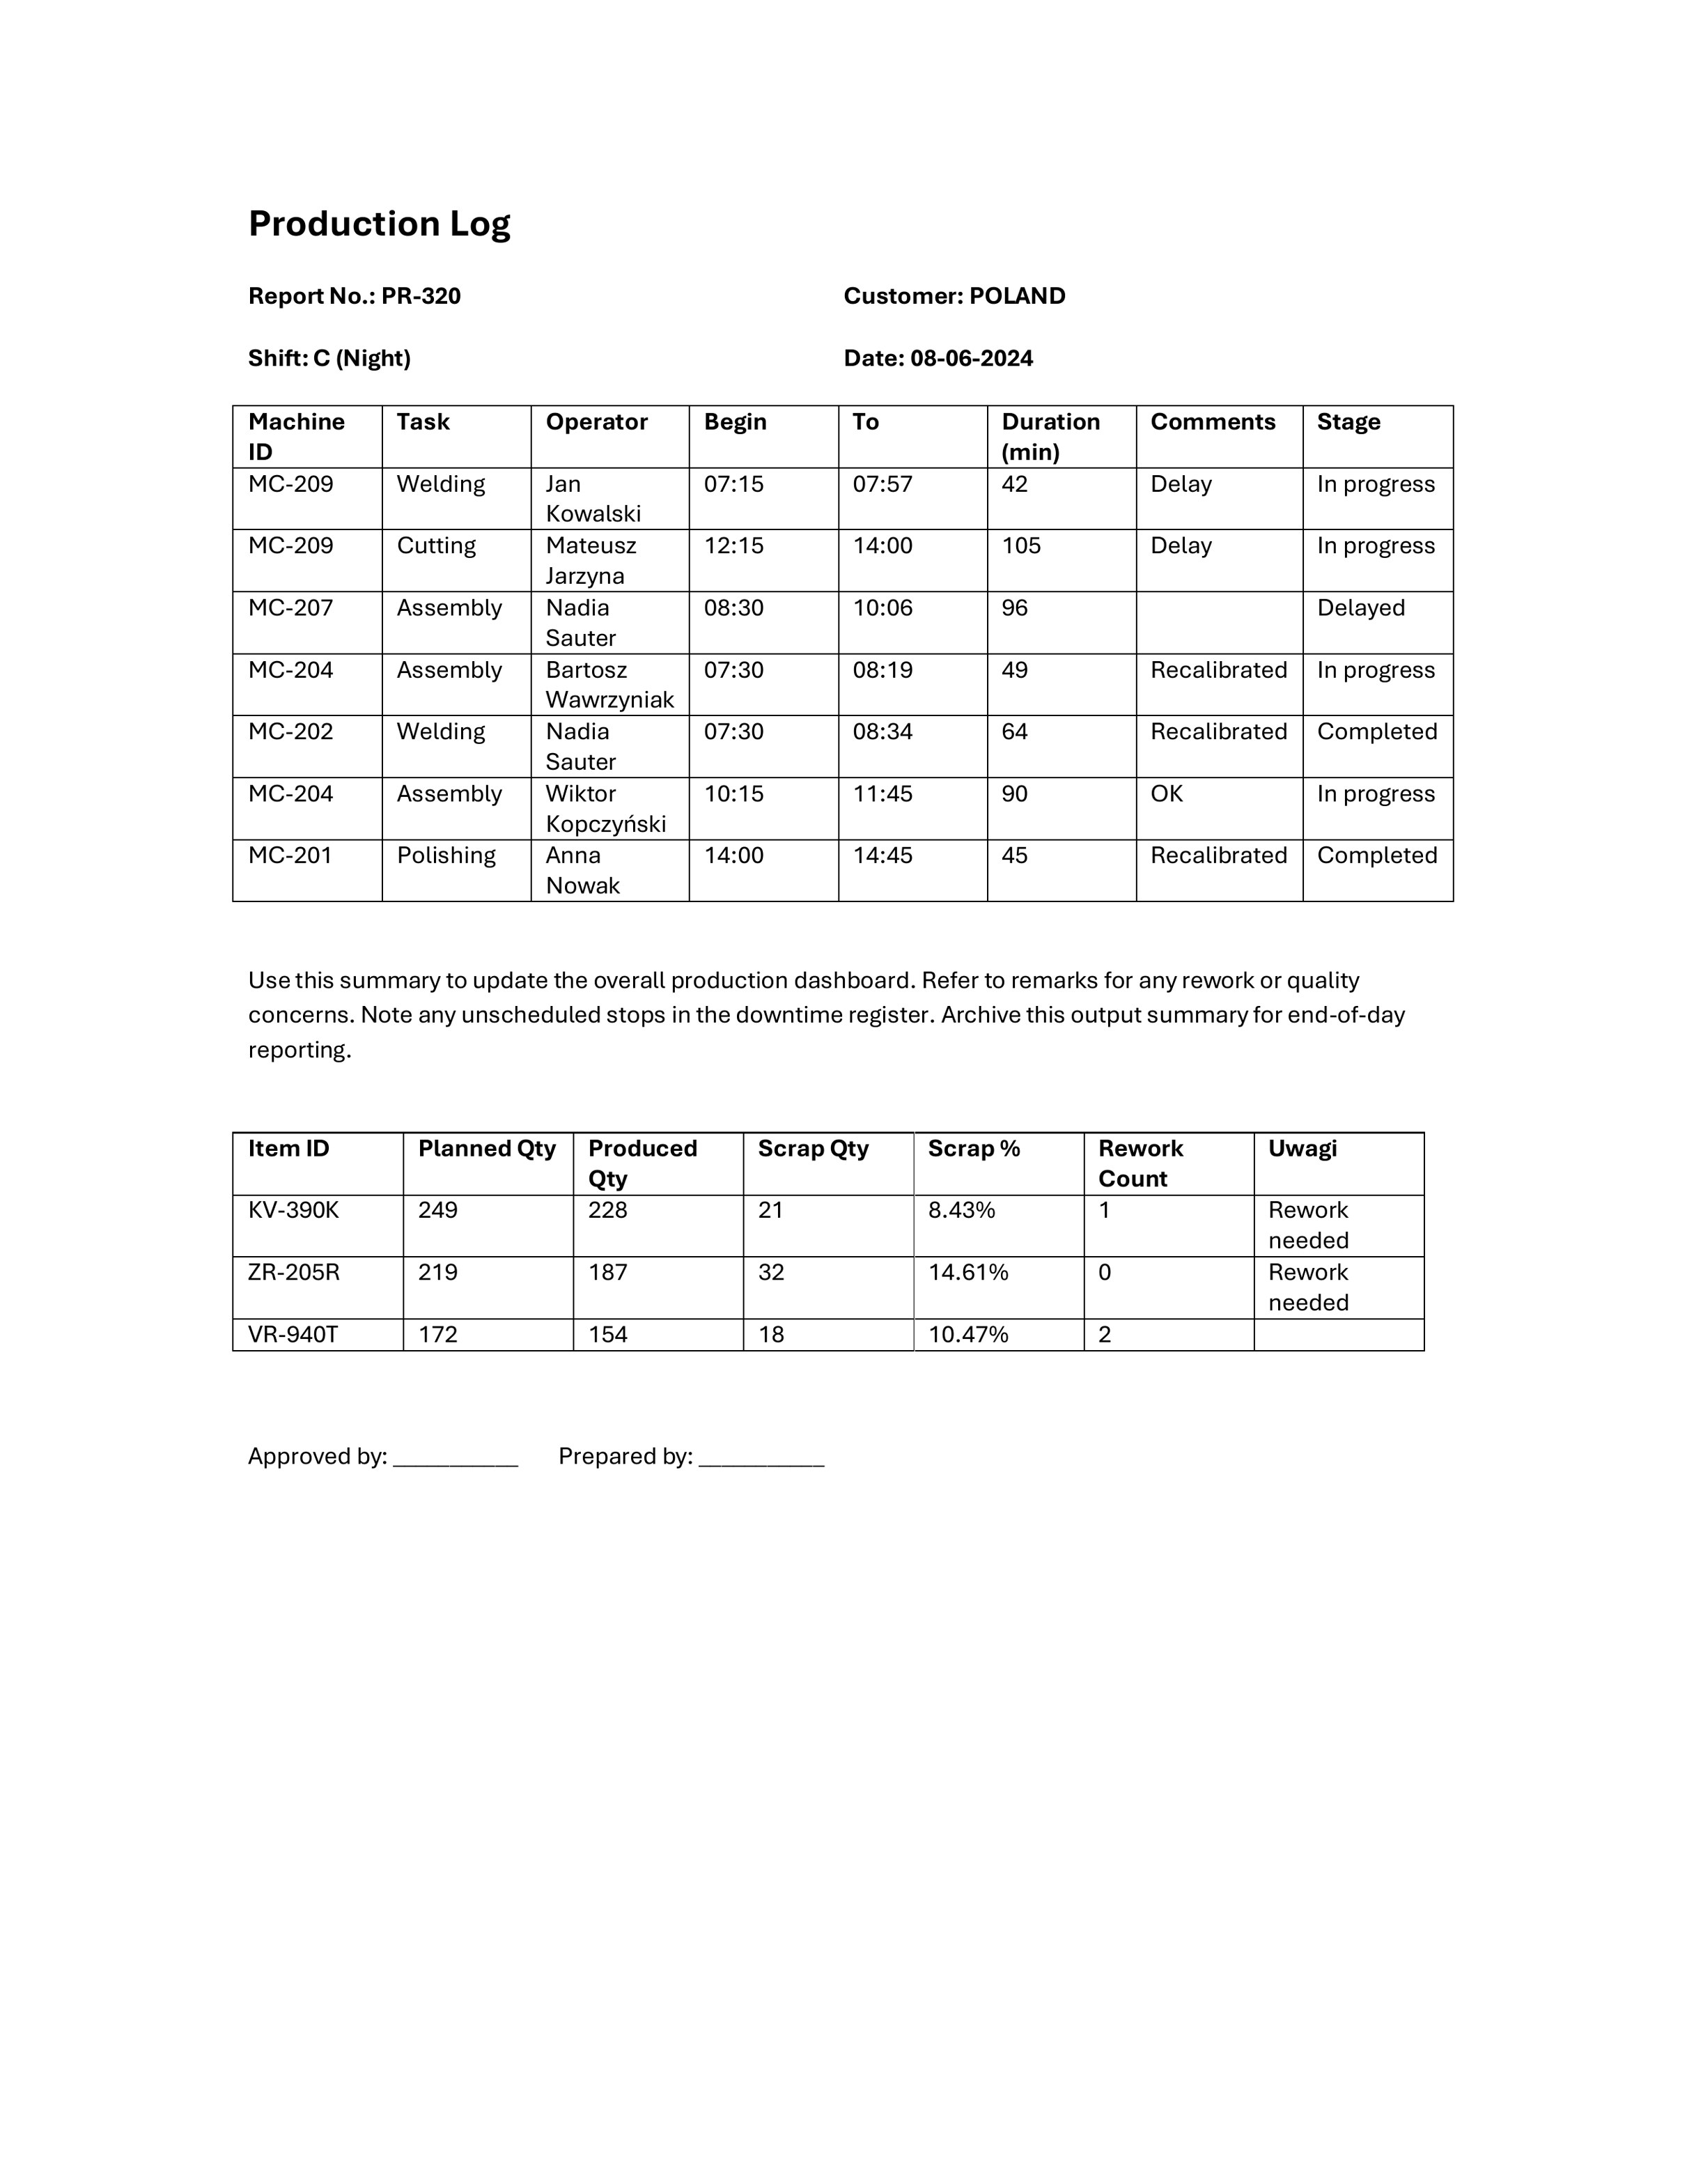 Production Log
Report No.: PR-320 Customer: POLAND
Shift: C (Night) Date: 08-06-2024
Machine ID Task Operator Begin To Duration (min) Comments Stage
MC-209 Welding Jan Kowalski 07:15 07:57 42 Delay In progress
MC-209 Cutting Mateusz Jarzyna 12:15 14:00 105 Delay In progress
MC-207 Assembly Nadia Sauter 08:30 10:06 96 Delayed
MC-204 Assembly Bartosz Wawrzyniak 07:30 08:19 49 Recalibrated In progress
MC-202 Welding Nadia Sauter 07:30 08:34 64 Recalibrated Completed
MC-204 Assembly Wiktor Kopczyński 10:15 11:45 90 OK In progress
MC-201 Polishing Anna Nowak 14:00 14:45 45 Recalibrated Completed
Use this summary to update the overall production dashboard. Refer to remarks for any rework or quality
concerns. Note any unscheduled stops in the downtime register. Archive this output summary for end-of-day
reporting.
Item ID Planned Qty Produced Qty Scrap Qty Scrap % Rework Count Uwagi
KV-390K 249 228 21 8.43% 1 Rework needed
ZR-205R 219 187 32 14.61% 0 Rework needed
VR-940T 172 154 18 10.47% 2
Approved by: ___________ Prepared by: ___________